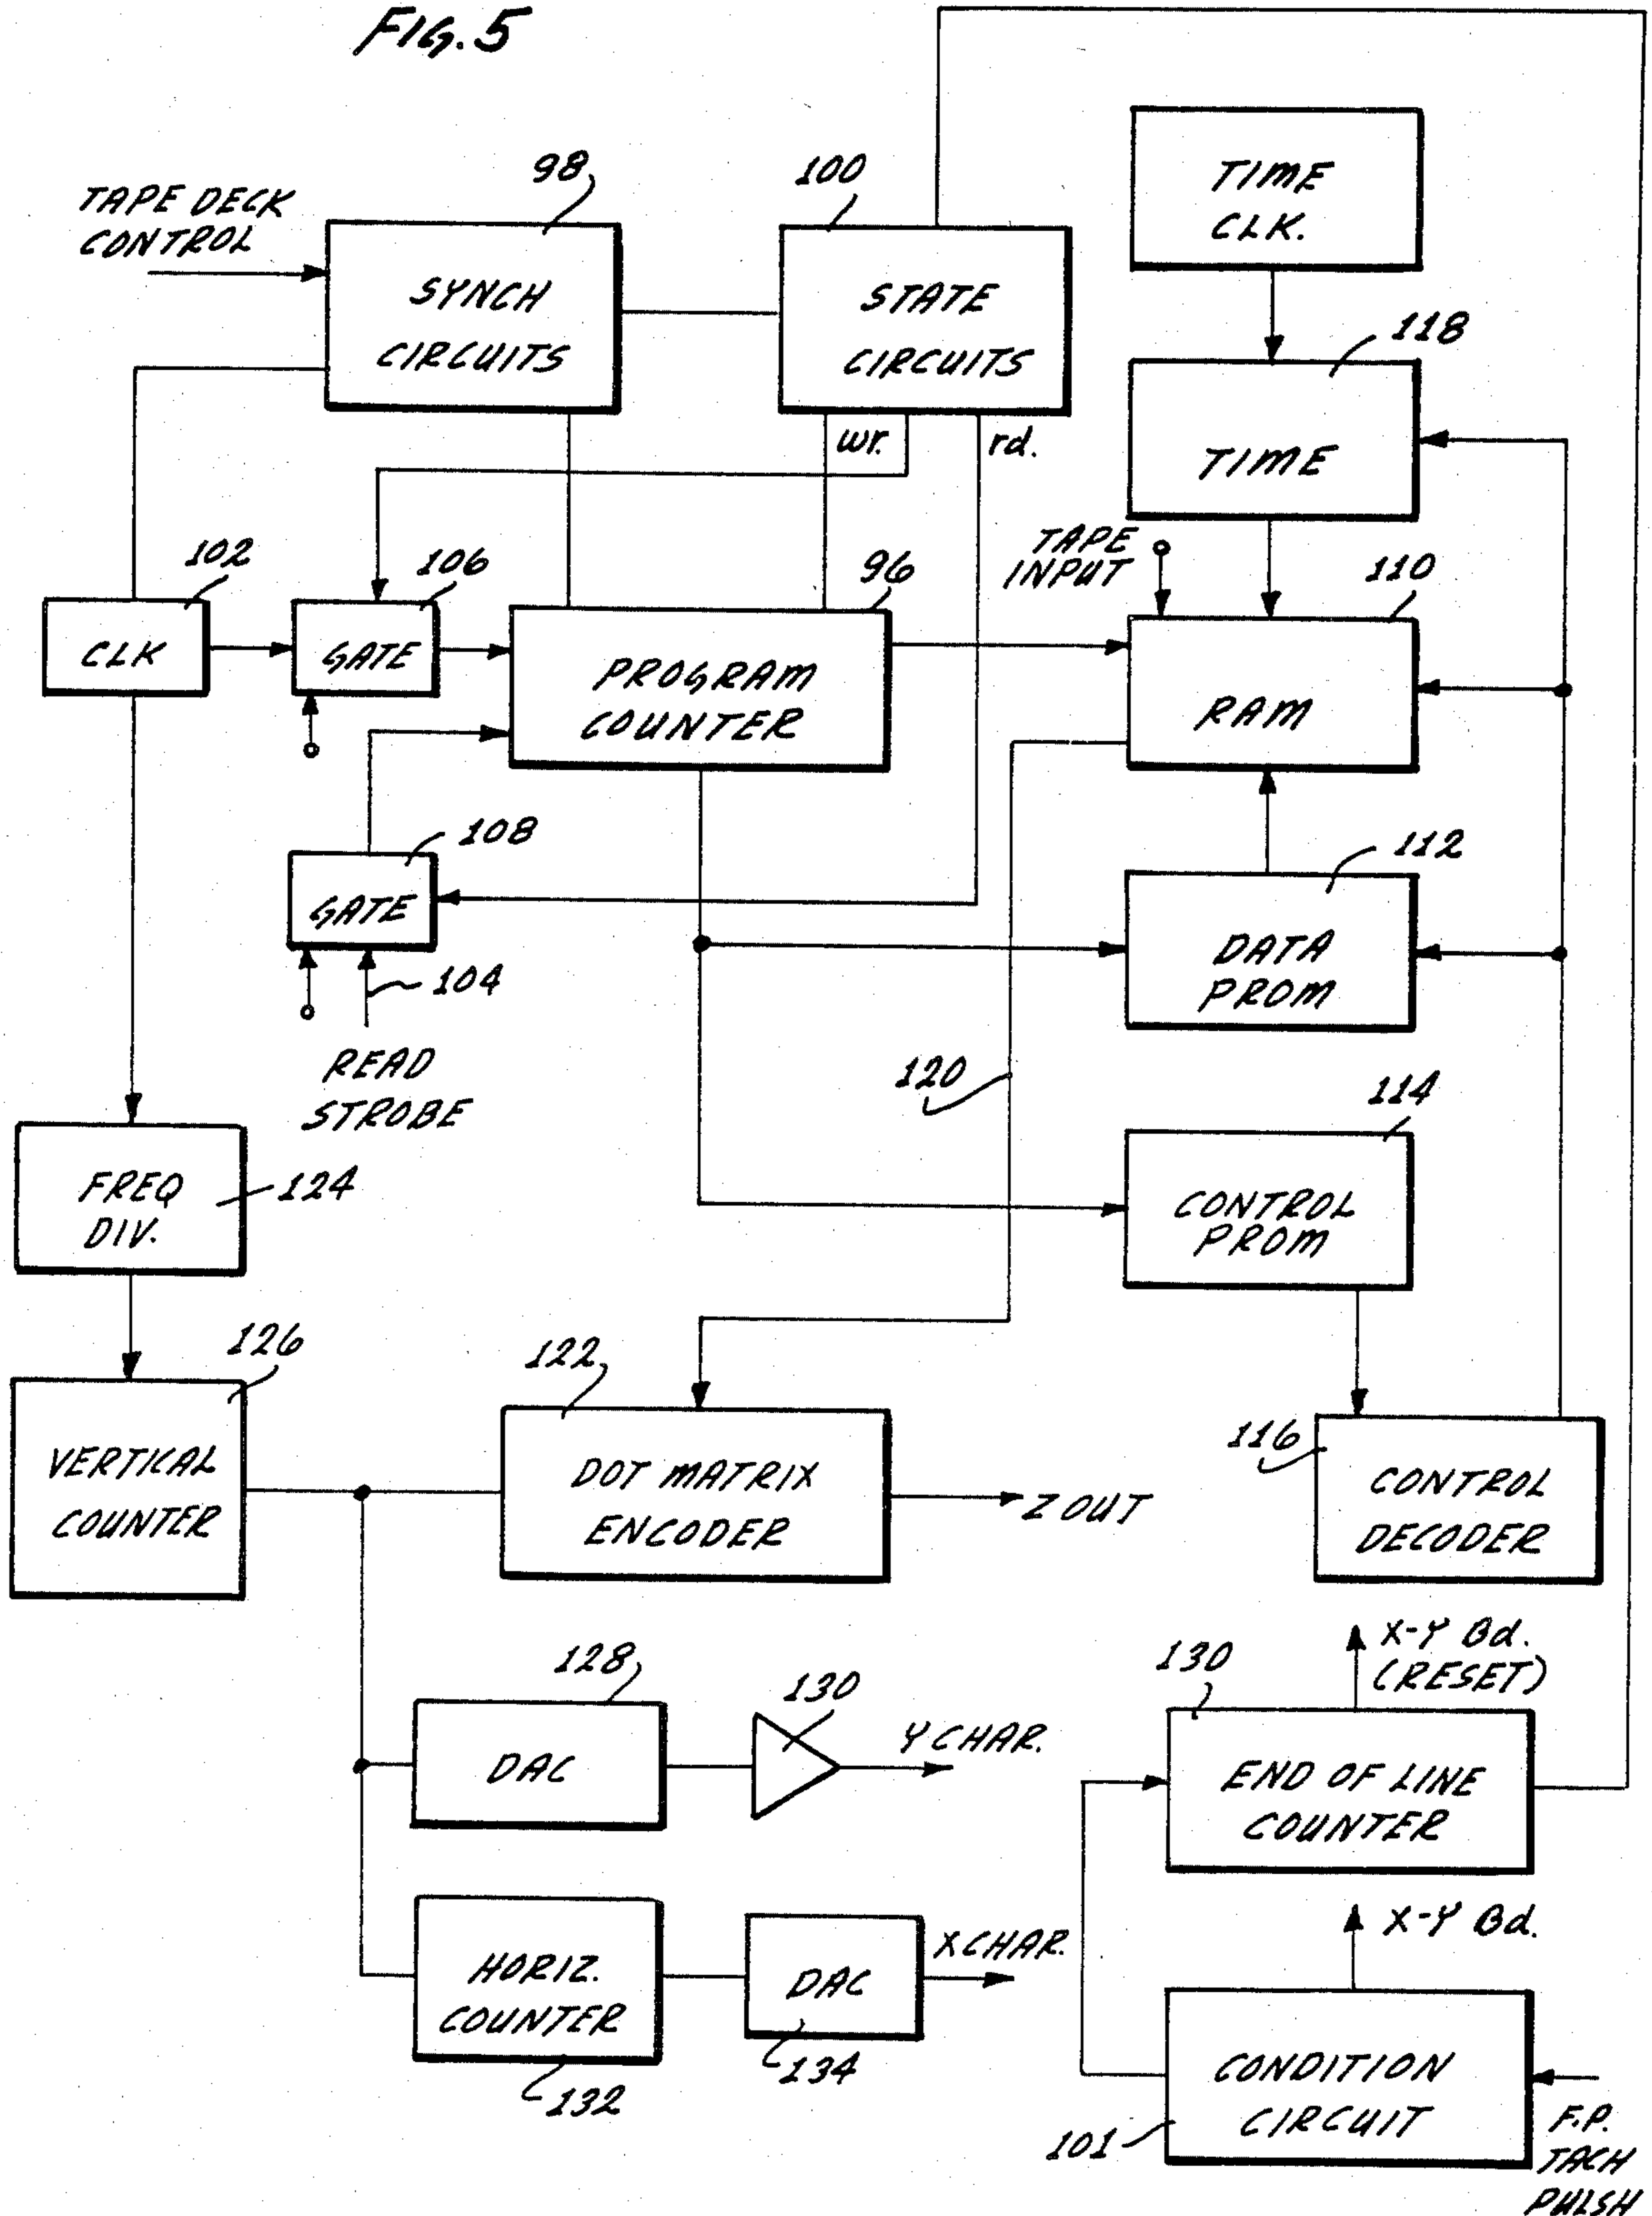 FIG. 5
TAPE DECK
CONTROL
98
SYNCH
CIRCUITS
100
STATE
CIRCUITS
TIME
CLK.
118
TIME
wr.
rd.
102
CLK
106
GATE
96
PROGRAM
COUNTER
TAPE
INPUT
110
RAM
108
GATE
104
READ
STROBE
112
DATA
PROM
120
114
CONTROL
PROM
FREQ
DIV.
124
126
VERTICAL
COUNTER
122
DOT MATRIX
ENCODER
Z OUT
116
CONTROL
DECODER
128
DAC
130
Y CHAR.
130
X-Y Bd.
(RESET)
END OF LINE
COUNTER
HORIZ.
COUNTER
132
DAC
134
X CHAR.
X-Y Bd.
CONDITION
CIRCUIT
101
F.P.
TACH
PULSH